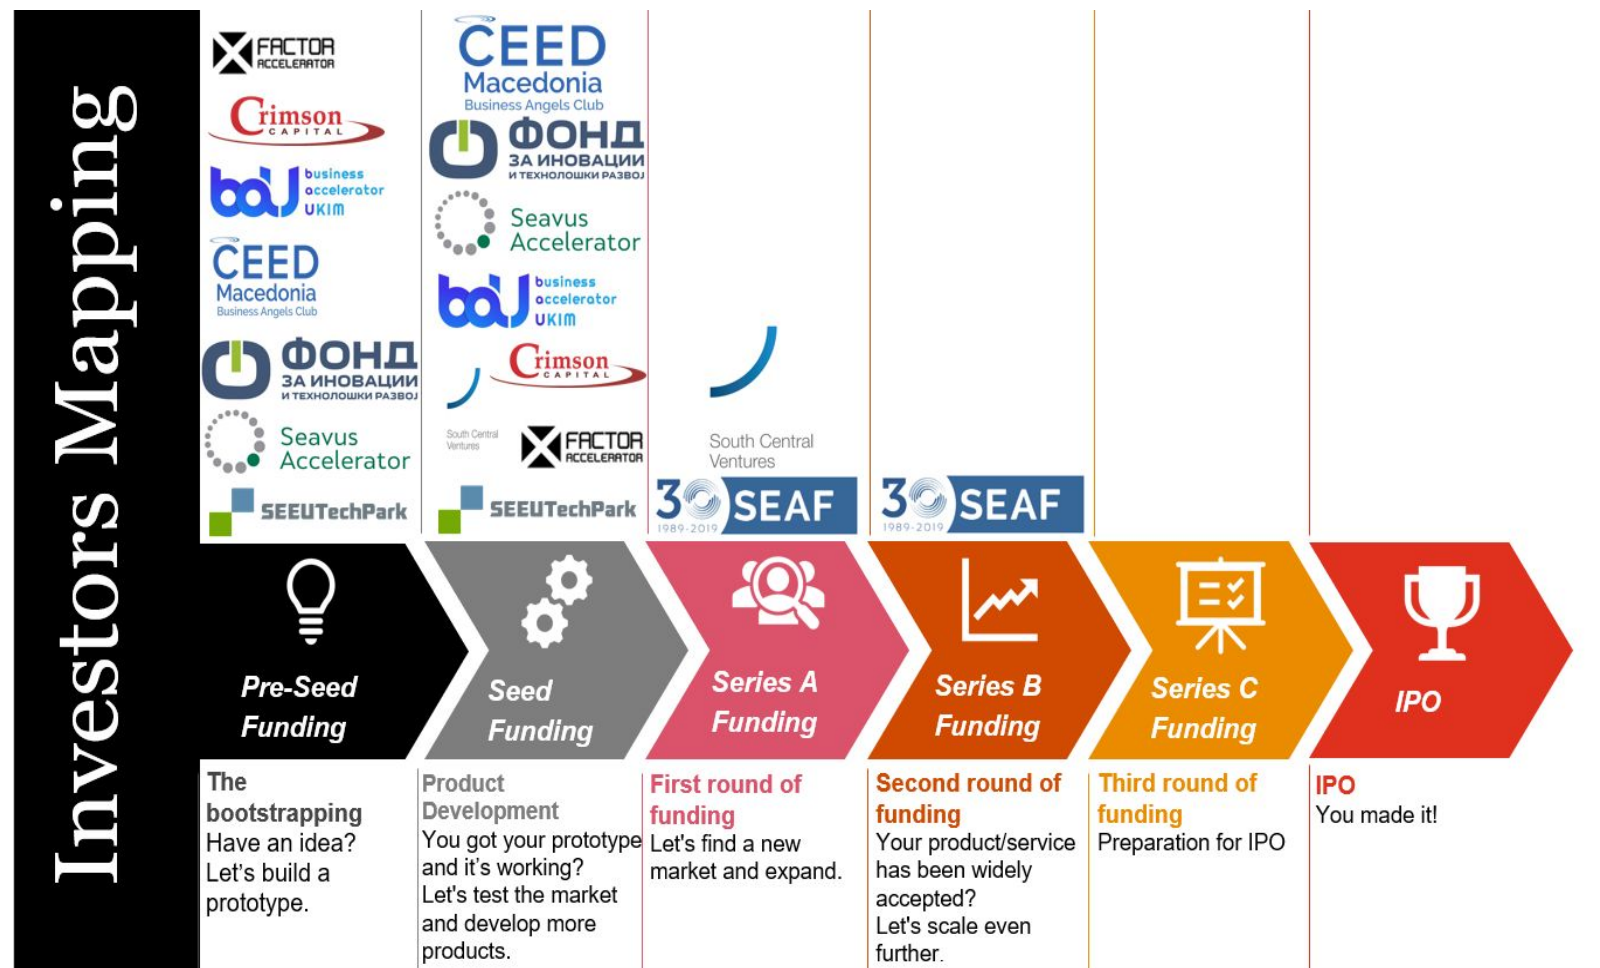 Investors Mapping
X FACTOR
ACCELERATOR
Crimson
CAPITAL
baU business
accelerator
UKIM
CEED
Macedonia
Business Angels Club
ФОНД
ЗА ИНОВАЦИИ
И ТЕХНОЛОШКИ РАЗВОЈ
Seavus
Accelerator
SEEUTechPark
CEED
Macedonia
Business Angels Club
ФОНД
ЗА ИНОВАЦИИ
И ТЕХНОЛОШКИ РАЗВОЈ
Seavus
Accelerator
baU business
accelerator
UKIM
Crimson
CAPITAL
South Central
Ventures
X FACTOR
ACCELERATOR
SEEUTechPark
South Central
Ventures
30 SEAF
1989-2019
30 SEAF
1989-2019
Pre-Seed
Funding
Seed
Funding
Series A
Funding
Series B
Funding
Series C
Funding
IPO
The
bootstrapping
Have an idea?
Let's build a
prototype.
Product
Development
You got your prototype
and it's working?
Let's test the market
and develop more
products.
First round of
funding
Let's find a new
market and expand.
Second round of
funding
Your product/service
has been widely
accepted?
Let's scale even
further.
Third round of
funding
Preparation for IPO
IPO
You made it!